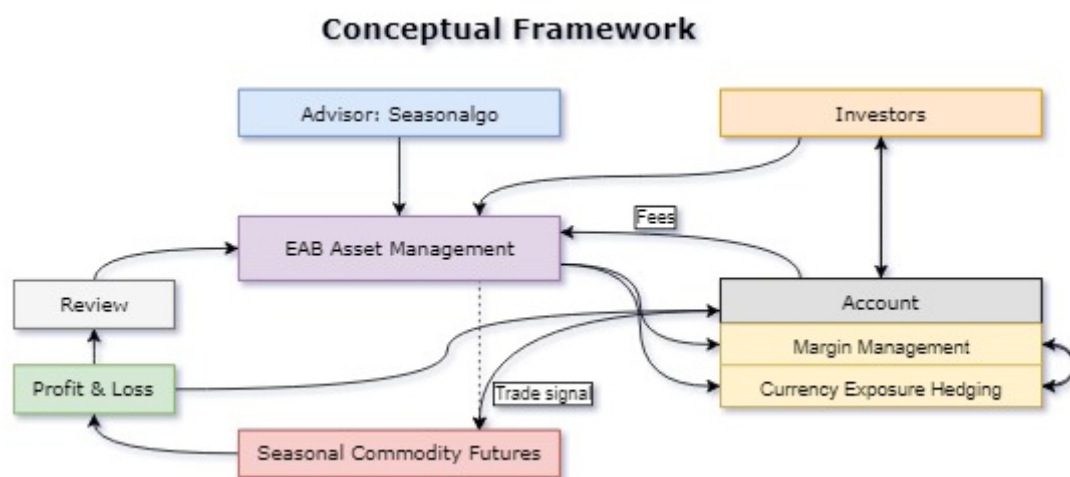 Conceptual Framework
Advisor: Seasonalgo
Investors
Fees
EAB Asset Management
Review
Account
Margin Management
Profit & Loss
Trade signal
Currency Exposure Hedging
Seasonal Commodity Futures